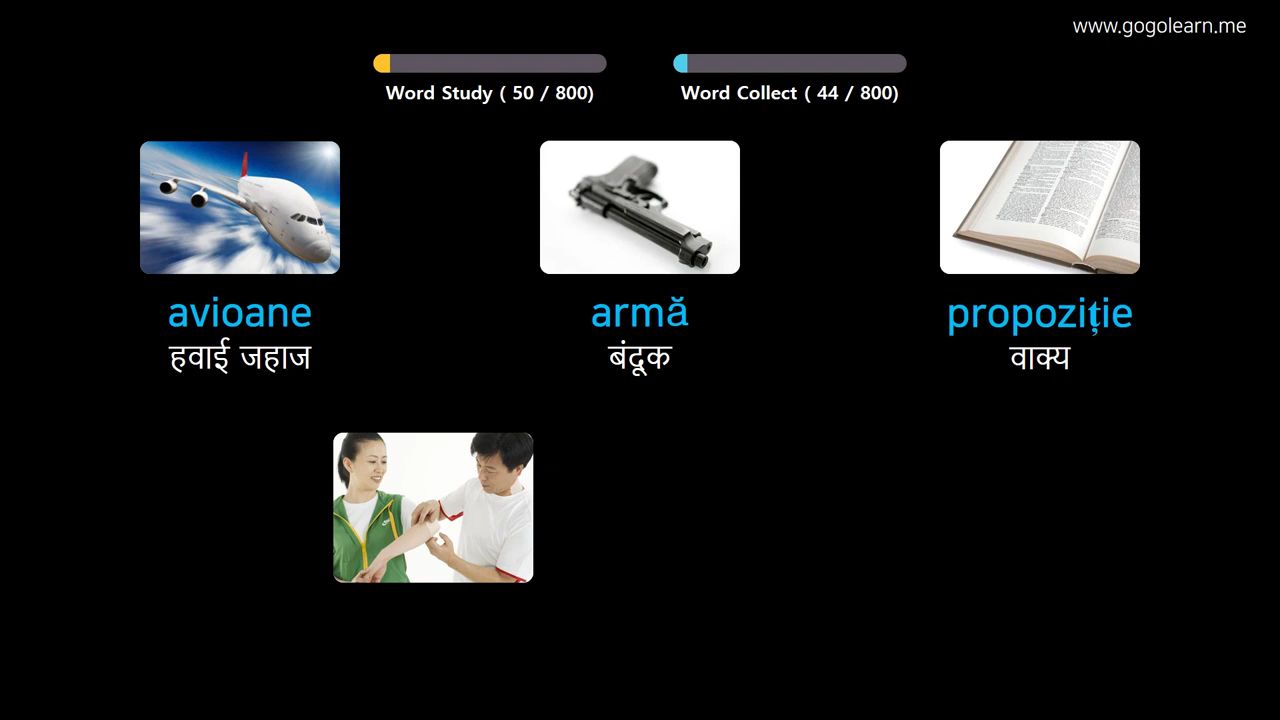 www.gogolearn.me
Word Study ( 50 / 800)
Word Collect ( 44 / 800)
avioane
armă
propoziție
हवाई जहाज
बंदूक
वाक्य